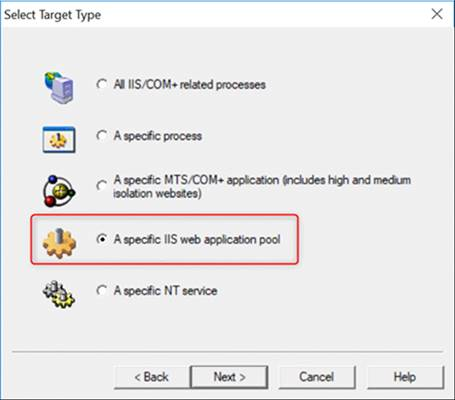 Select Target Type
All IIS/COM+ related processes
A specific process
A specific MTS/COM+ application (includes high and medium
isolation websites)
A specific IIS web application pool
A specific NT service
< Back Next > Cancel Help